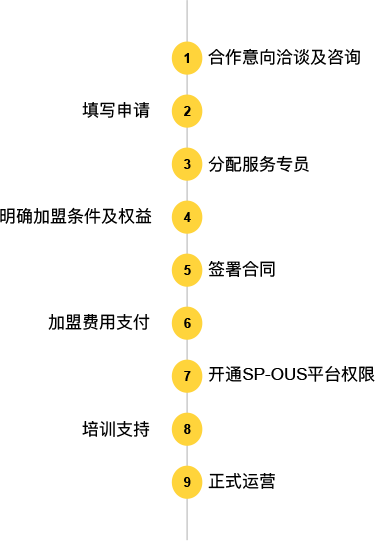 1 合作意向洽谈及咨询
填写申请 2
3 分配服务专员
明确加盟条件及权益 4
5 签署合同
加盟费用支付 6
7 开通SP-OUS平台权限
培训支持 8
9 正式运营